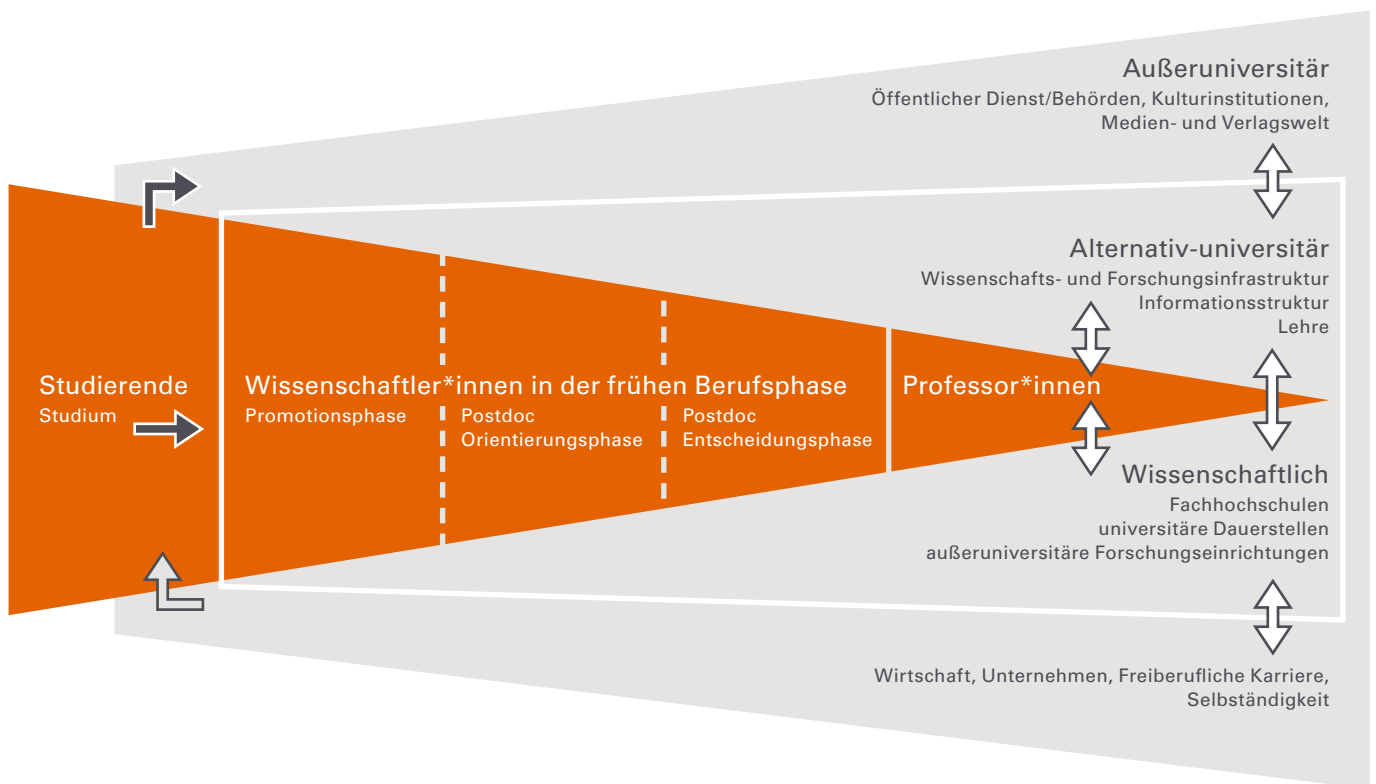 Außeruniversitär
Öffentlicher Dienst/Behörden, Kulturinstitutionen,
Medien- und Verlagswelt
Alternativ-universitär
Wissenschafts- und Forschungsinfrastruktur
Informationsstruktur
Lehre
Studierende
Studium
Wissenschaftler*innen in der frühen Berufsphase
Promotionsphase
Postdoc
Orientierungsphase
Postdoc
Entscheidungsphase
Professor*innen
Wissenschaftlich
Fachhochschulen
universitäre Dauerstellen
außeruniversitäre Forschungseinrichtungen
Wirtschaft, Unternehmen, Freiberufliche Karriere,
Selbständigkeit